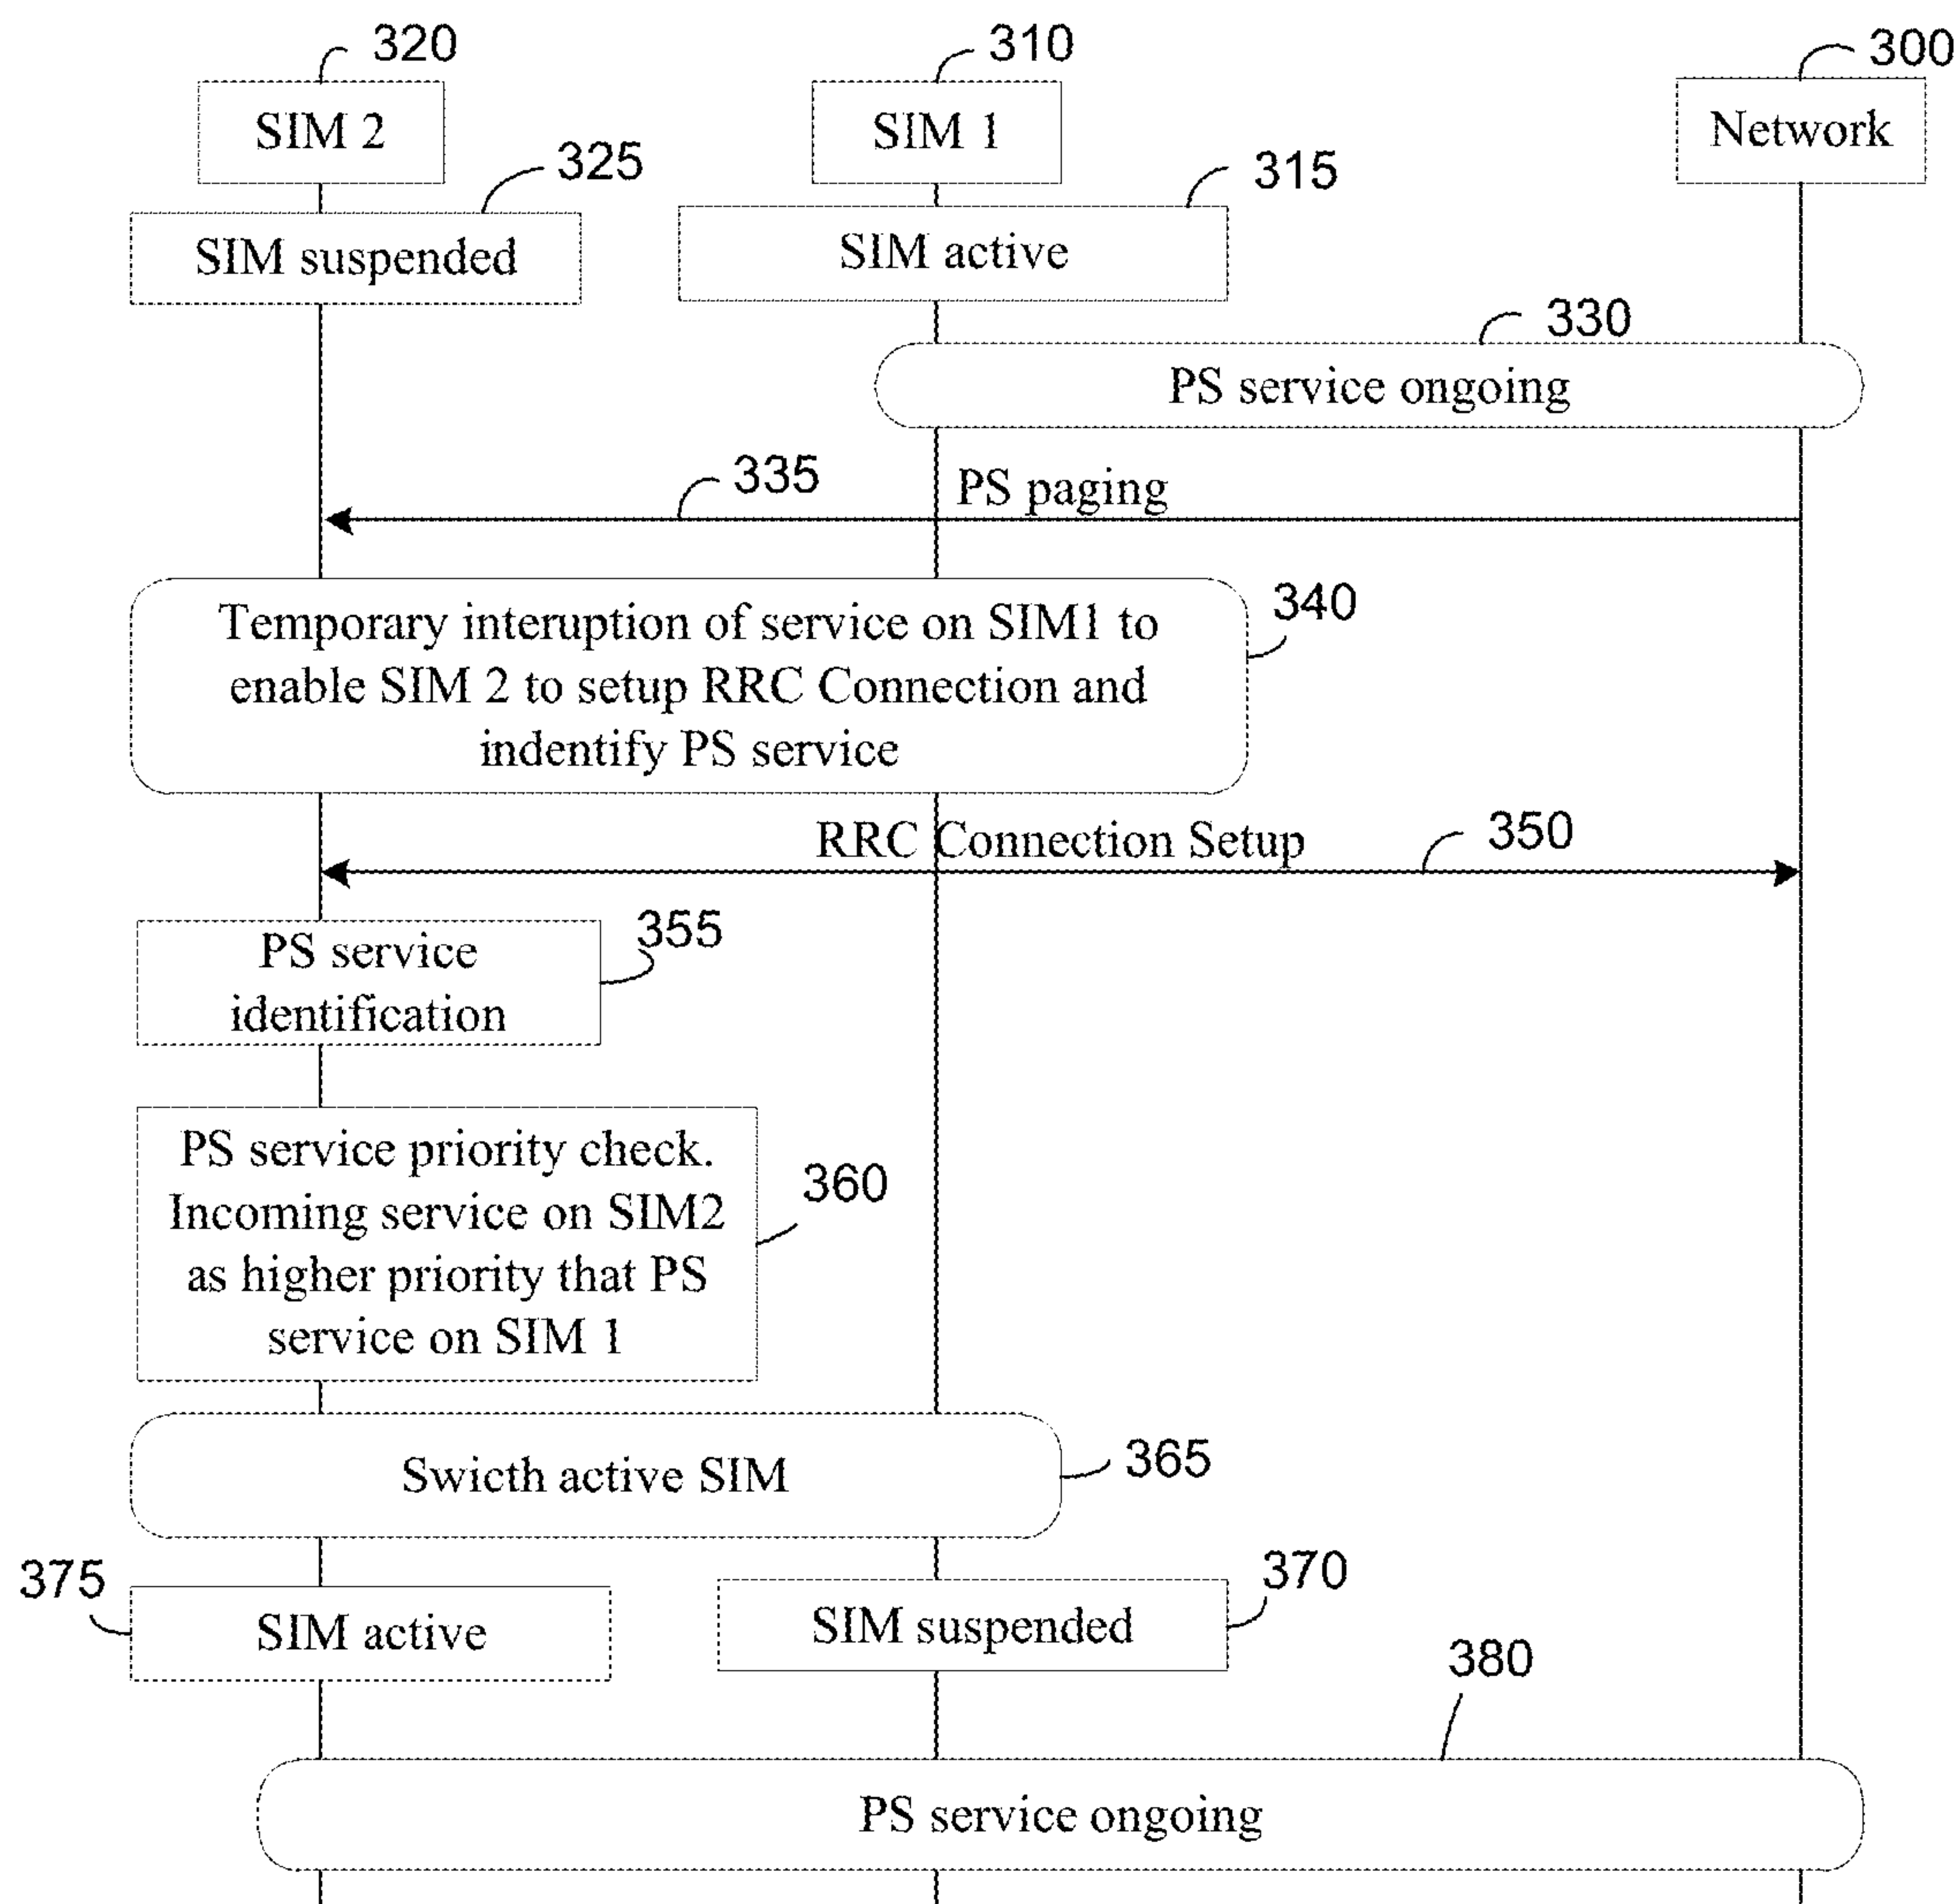 320
310
300
SIM 2
SIM 1
Network
325
315
SIM suspended
SIM active
330
PS service ongoing
335
PS paging
340
Temporary interuption of service on SIM1 to
enable SIM 2 to setup RRC Connection and
indentify PS service
RRC Connection Setup
350
355
PS service
identification
PS service priority check.
Incoming service on SIM2
as higher priority that PS
service on SIM 1
360
Swicth active SIM
365
375
SIM active
SIM suspended
370
380
PS service ongoing